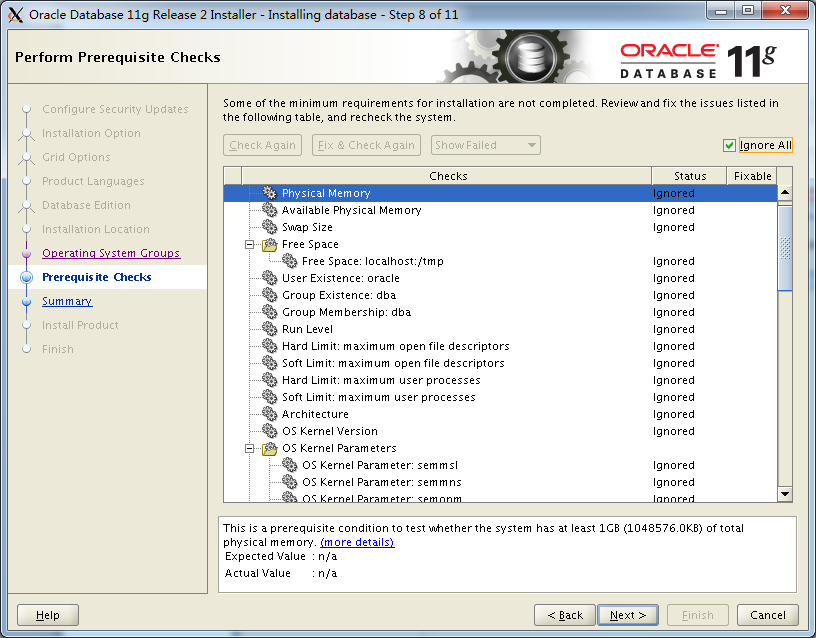 Oracle Database 11g Release 2 Installer - Installing database - Step 8 of 11
Perform Prerequisite Checks
ORACLE
DATABASE 11g
Configure Security Updates
Installation Option
Grid Options
Product Languages
Database Edition
Installation Location
Operating System Groups
Prerequisite Checks
Summary
Install Product
Finish
Some of the minimum requirements for installation are not completed. Review and fix the issues listed in
the following table, and recheck the system.
Check Again Fix & Check Again Show Failed Ignore All
Checks Status Fixable
Physical Memory Ignored
Available Physical Memory Ignored
Swap Size Ignored
Free Space
Free Space: localhost:/tmp Ignored
User Existence: oracle Ignored
Group Existence: dba Ignored
Group Membership: dba Ignored
Run Level Ignored
Hard Limit: maximum open file descriptors Ignored
Soft Limit: maximum open file descriptors Ignored
Hard Limit: maximum user processes Ignored
Soft Limit: maximum user processes Ignored
Architecture Ignored
OS Kernel Version Ignored
OS Kernel Parameters
OS Kernel Parameter: semmsl Ignored
OS Kernel Parameter: semmns Ignored
OS Kernel Parameter: semopm Ignored
This is a prerequisite condition to test whether the system has at least 1GB (1048576.0KB) of total
physical memory. (more details)
Expected Value : n/a
Actual Value : n/a
Help < Back Next > Finish Cancel